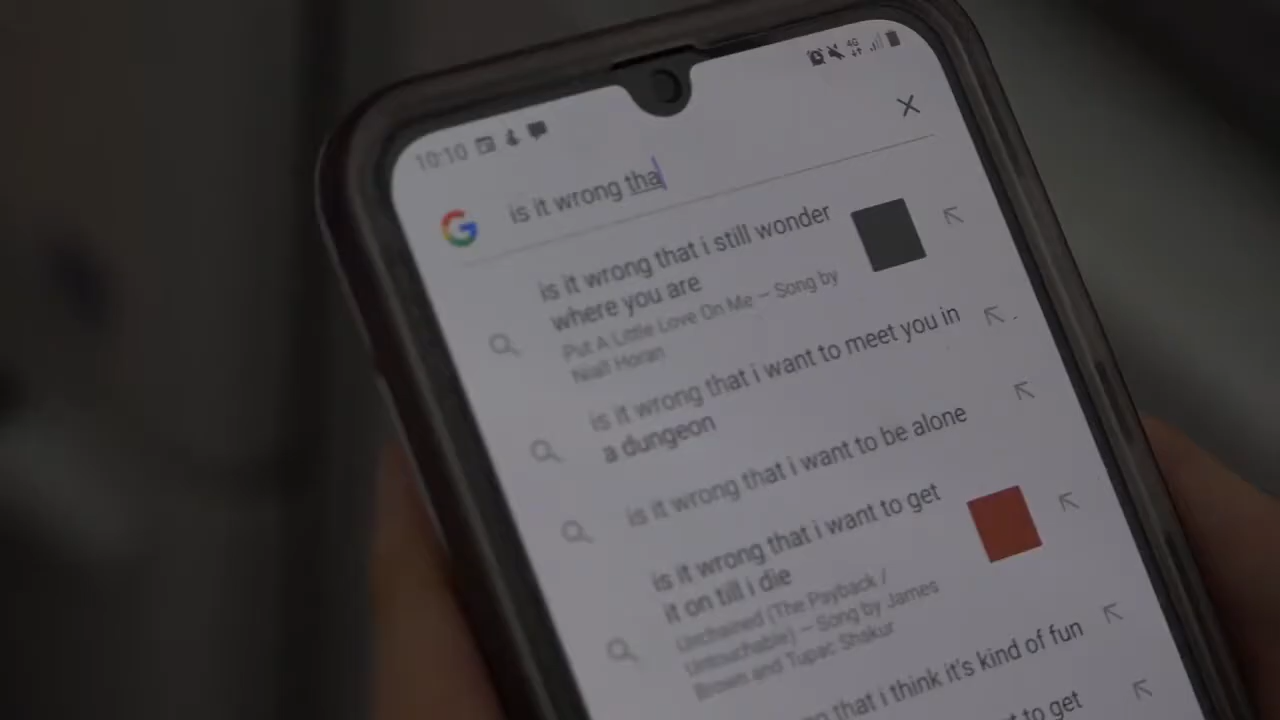 10:10
4G
is it wrong tha
is it wrong that i still wonder
where you are
Put A Little Love On Me – Song by
Niall Horan
is it wrong that i want to meet you in
a dungeon
is it wrong that i want to be alone
is it wrong that i want to get
it on till i die
Unchained (The Payback /
Untouchable) – Song by James
Brown and Tupac Shakur
that i think it's kind of fun
to get